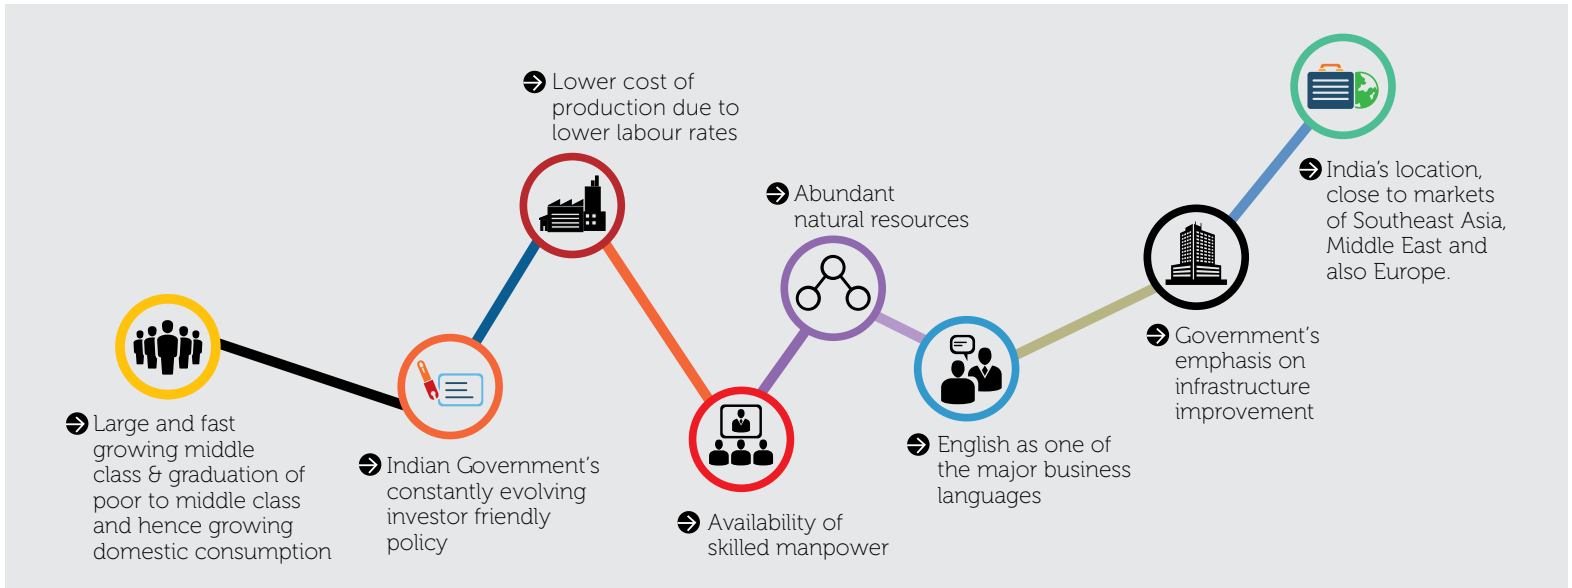 Large and fast
growing middle
class & graduation of
poor to middle class
and hence growing
domestic consumption
Indian Government’s
constantly evolving
investor friendly
policy
Lower cost of
production due to
lower labour rates
Availability of
skilled manpower
Abundant
natural resources
English as one of
the major business
languages
Government’s
emphasis on
infrastructure
improvement
India’s location,
close to markets
of Southeast Asia,
Middle East and
also Europe.